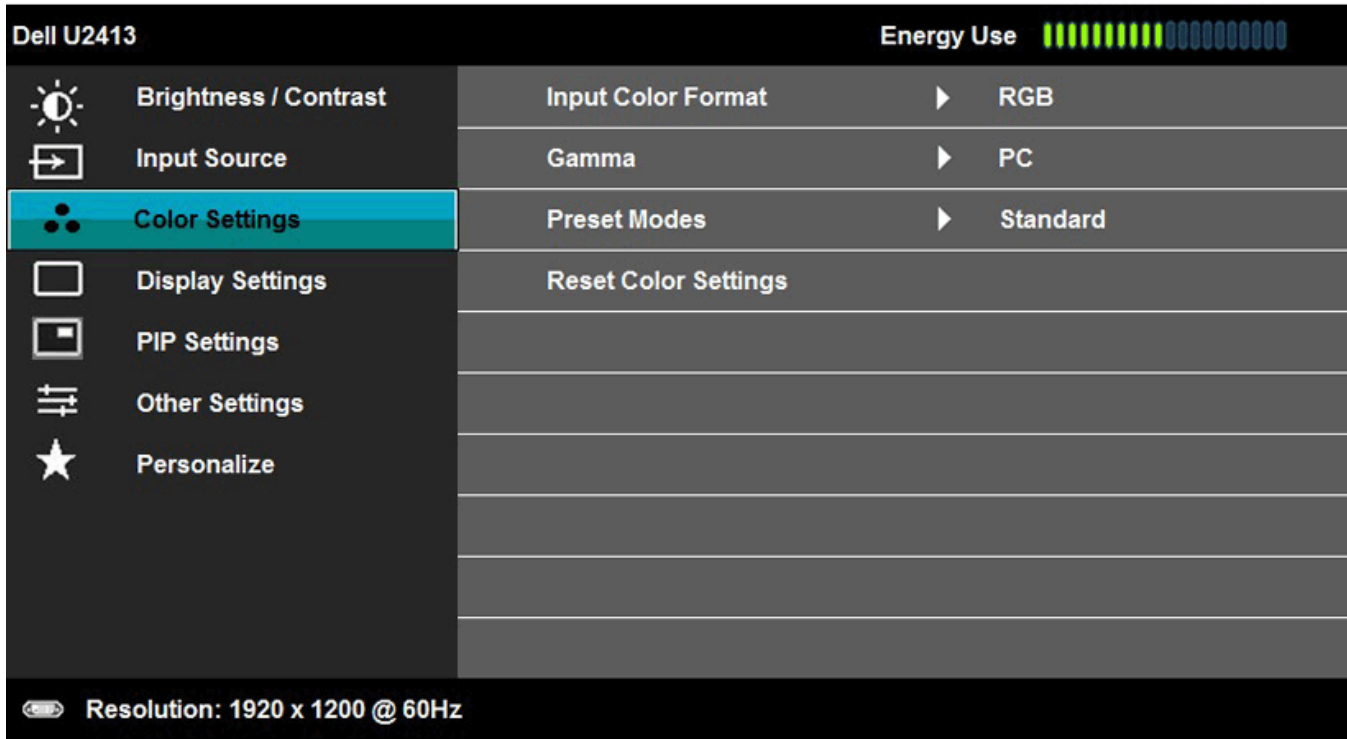 Dell U2413 Energy Use
Brightness / Contrast Input Color Format RGB
Input Source Gamma PC
Color Settings Preset Modes Standard
Display Settings Reset Color Settings
PIP Settings
Other Settings
Personalize
Resolution: 1920 x 1200 @ 60Hz